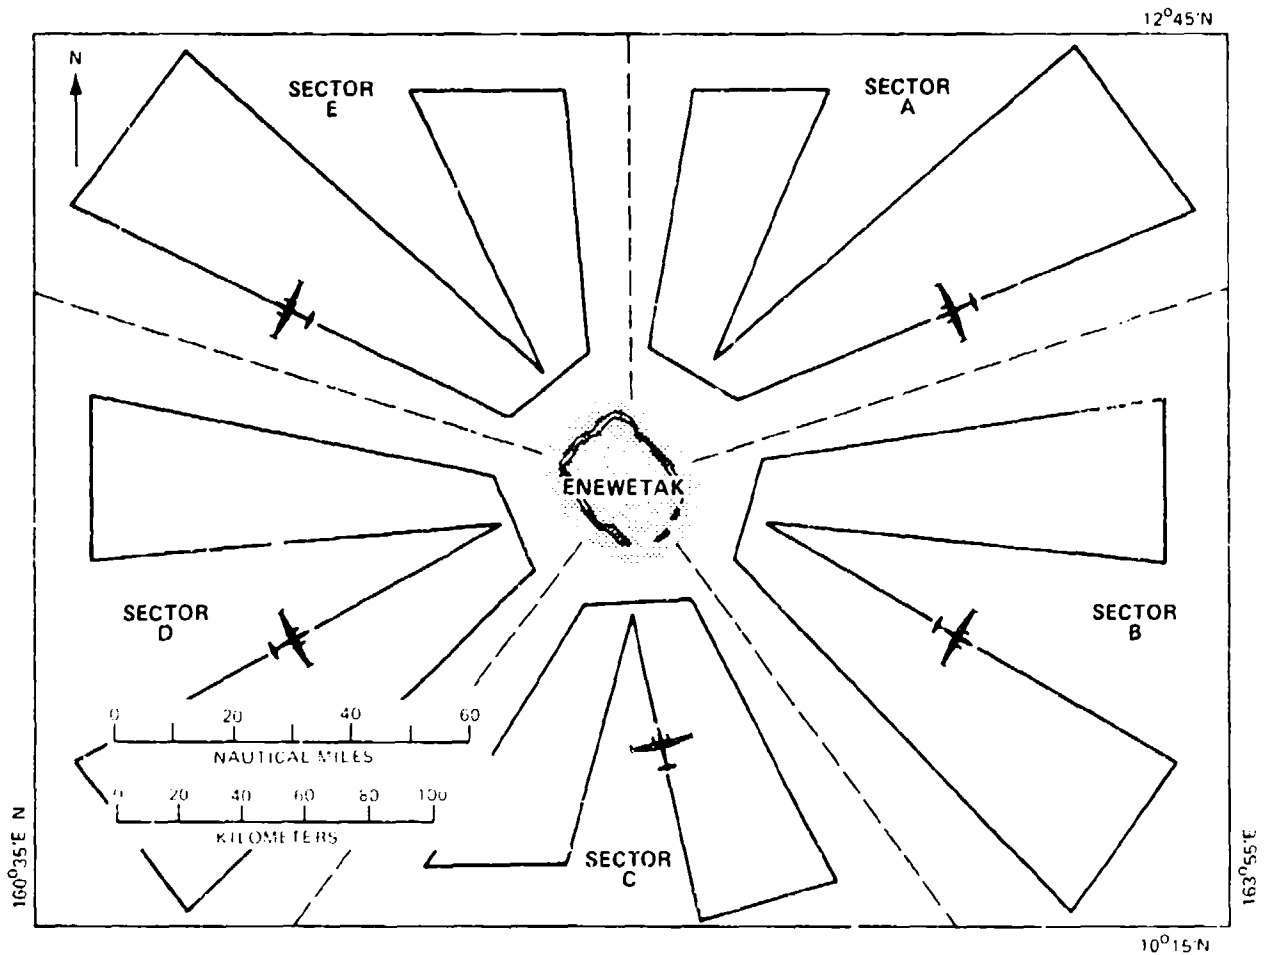 12°45'N
N
SECTOR
E
SECTOR
A
ENEWETAK
SECTOR
D
SECTOR
B
0 20 40 60
NAUTICAL MILES
0 20 40 60 80 100
KILOMETERS
SECTOR
C
160°35'E N
163°55'E
10°15'N